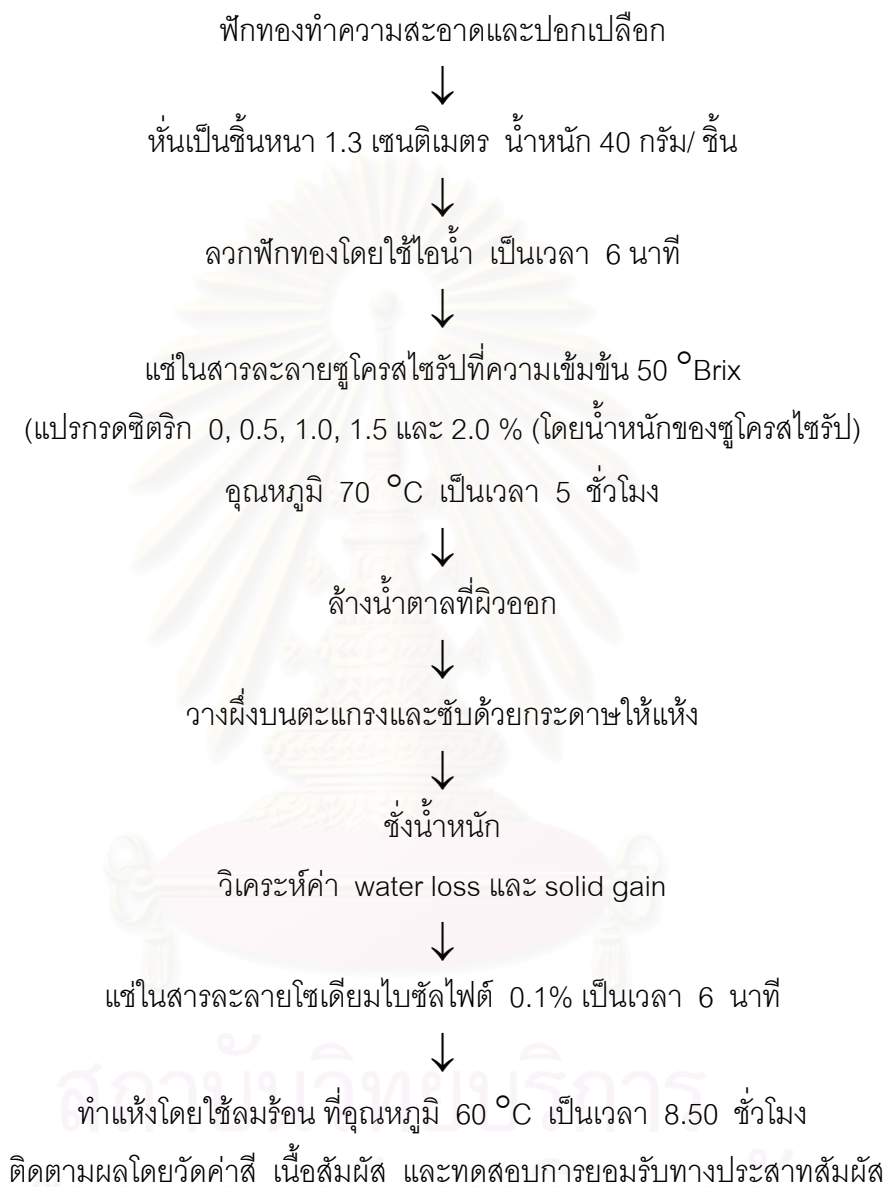 ฟักทองทำความสะอาดและปอกเปลือก
↓
หั่นเป็นชิ้นหนา 1.3 เซนติเมตร น้ำหนัก 40 กรัม/ ชิ้น
↓
ลวกฟักทองโดยใช้ไอน้ำ เป็นเวลา 6 นาที
↓
แช่ในสารละลายซูโครสไซรัปที่ความเข้มข้น 50 °Brix
(แปรกรดซิตริก 0, 0.5, 1.0, 1.5 และ 2.0 % (โดยน้ำหนักของซูโครสไซรัป)
อุณหภูมิ 70 °C เป็นเวลา 5 ชั่วโมง
↓
ล้างน้ำตาลที่ผิวออก
↓
วางผึ่งบนตะแกรงและซับด้วยกระดาษให้แห้ง
↓
ชั่งน้ำหนัก
วิเคราะห์ค่า water loss และ solid gain
↓
แช่ในสารละลายโซเดียมไบซัลไฟต์ 0.1% เป็นเวลา 6 นาที
↓
สถาบันวิทยบริการ
ทำแห้งโดยใช้ลมร้อน ที่อุณหภูมิ 60 °C เป็นเวลา 8.50 ชั่วโมง
ติดตามผลโดยวัดค่าสี เนื้อสัมผัส และทดสอบการยอมรับทางประสาทสัมผัส